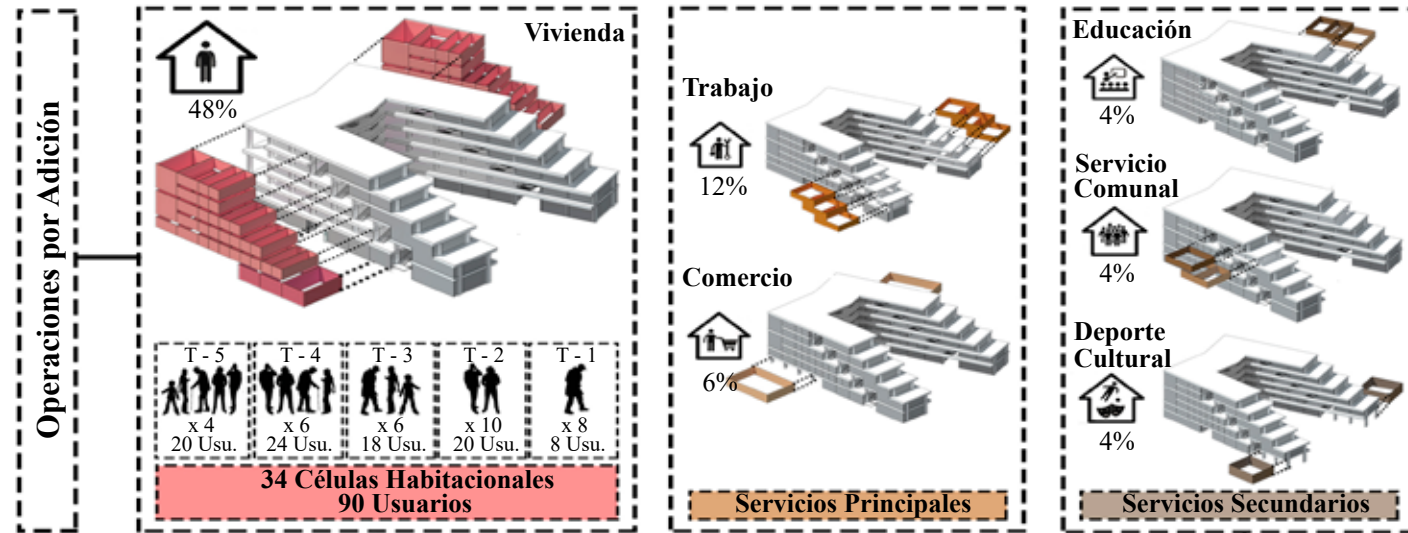 Operaciones por Adición
Vivienda
48%
T - 5
x 4
20 Usu.
T - 4
x 6
24 Usu.
T - 3
x 6
18 Usu.
T - 2
x 10
20 Usu.
T - 1
x 8
8 Usu.
34 Células Habitacionales
90 Usuarios
Trabajo
12%
Comercio
6%
Servicios Principales
Educación
4%
Servicio
Comunal
4%
Deporte
Cultural
4%
Servicios Secundarios